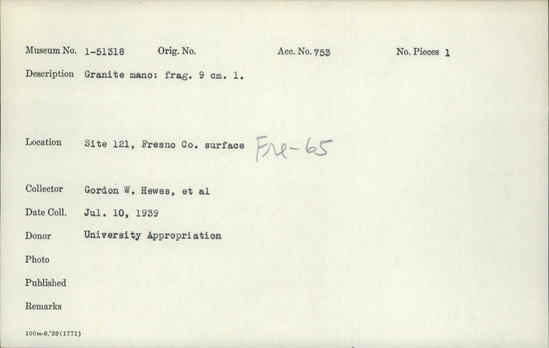 Museum No. 1-51318 Orig. No. Acc. No. 753 No. Pieces 1
Description Granite mano: frag. 9 cm. l.
Location Site 121, Fresno Co. surface Fre-65
Collector Gordon W. Hewes, et al
Date Coll. Jul. 10, 1939
Donor University Appropriation
Photo
Published
Remarks
100m-9,'39(1771)